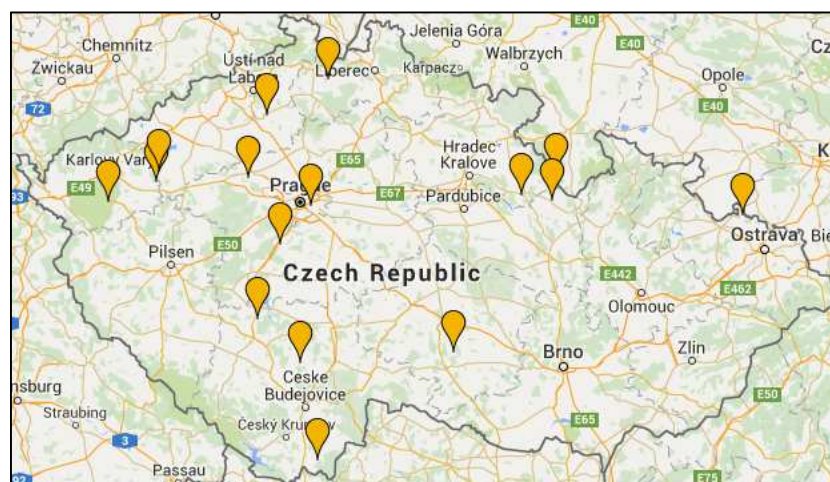 Jelenia Góra
E40
Chemnitz
Walbrzych
E40
Ústí nad
Labem
Liberec
Karpacz
Zwickau
Opole
72
E40
Hradec
Kralove
Karlovy Vary
E65
E49
93
Prague
E67
Pardubice
E50
Ostrava
Pilsen
E442
Czech Republic
E462
Olomouc
Brno
Zlin
Ceske
Budejovice
E50
Straubing
3
Český Krumlov
E65
Passau
92
E75